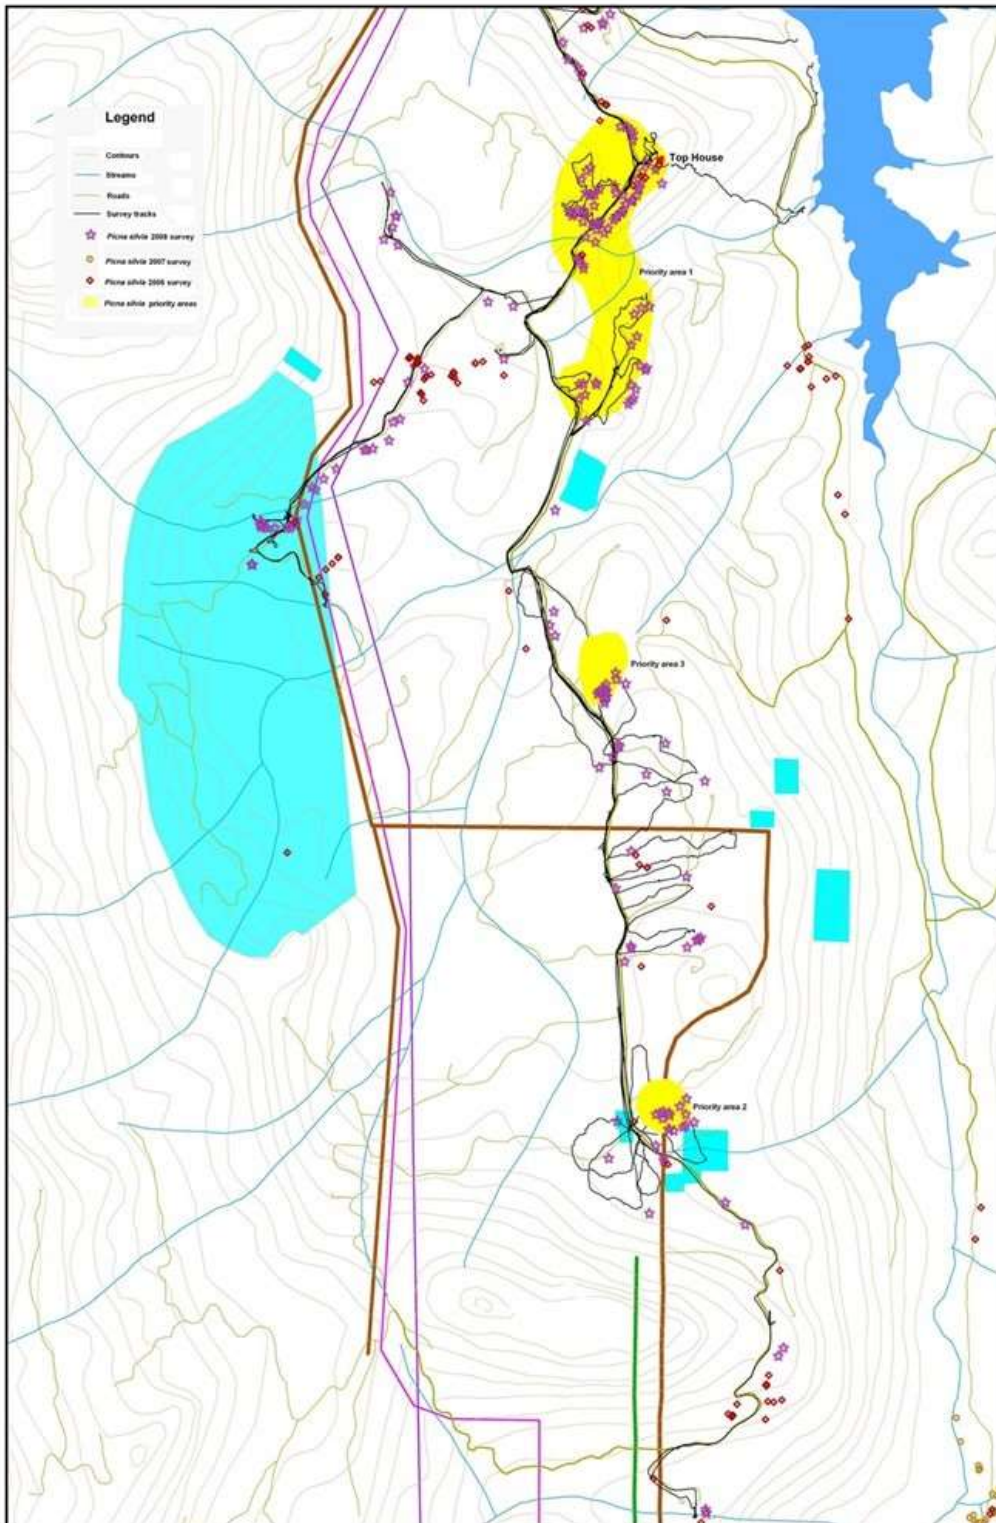 Legend
Contours
Streams
Roads
Survey tracks
Picna silvia 2008 survey
Picna silvia 2007 survey
Picna silvia 2006 survey
Picna silvia priority areas
Top House
Priority area 1
Priority area 3
Priority area 2